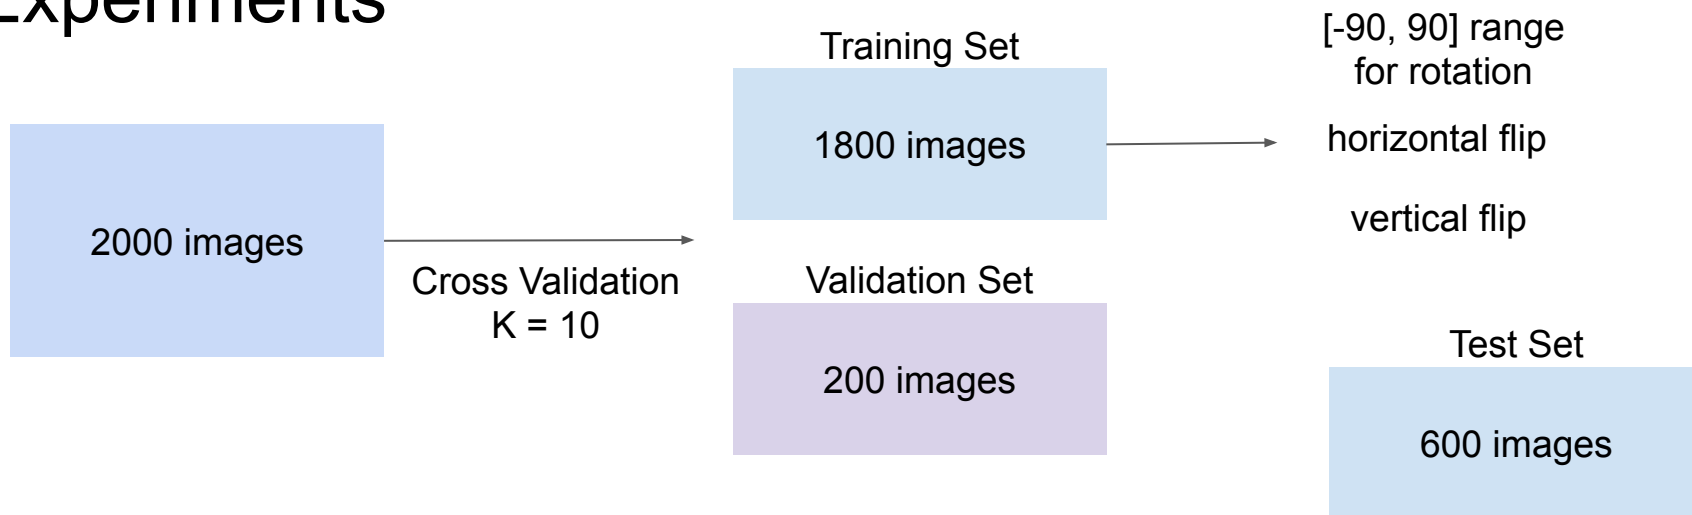 Experiments
2000 images
Cross Validation
K = 10
Training Set
1800 images
Validation Set
200 images
[-90, 90] range
for rotation
horizontal flip
vertical flip
Test Set
600 images